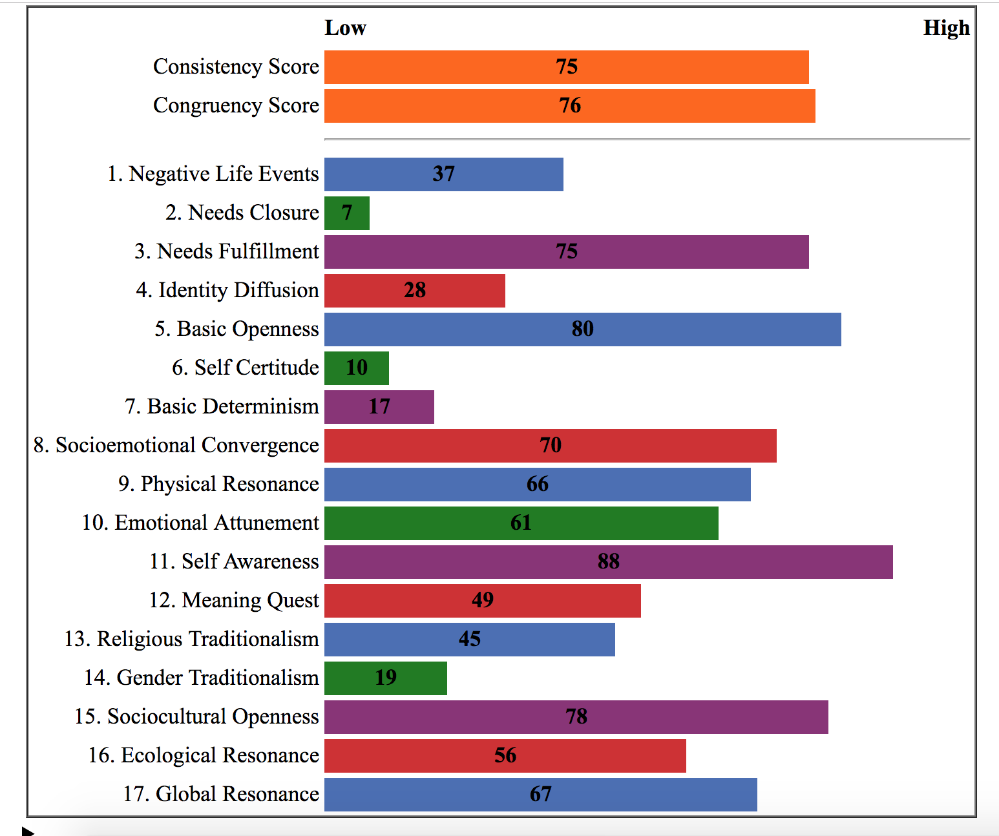 Low High
Consistency Score 75
Congruency Score 76
1. Negative Life Events 37
2. Needs Closure 7
3. Needs Fulfillment 75
4. Identity Diffusion 28
5. Basic Openness 80
6. Self Certitude 10
7. Basic Determinism 17
8. Socioemotional Convergence 70
9. Physical Resonance 66
10. Emotional Attunement 61
11. Self Awareness 88
12. Meaning Quest 49
13. Religious Traditionalism 45
14. Gender Traditionalism 19
15. Sociocultural Openness 78
16. Ecological Resonance 56
17. Global Resonance 67